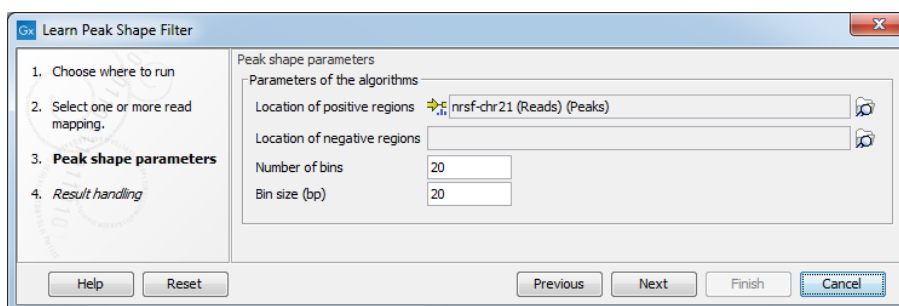 Gx Learn Peak Shape Filter
1. Choose where to run
2. Select one or more read
mapping.
3. Peak shape parameters
4. Result handling
Peak shape parameters
Parameters of the algorithms
Location of positive regions nrsf-chr21 (Reads) (Peaks)
Location of negative regions
Number of bins 20
Bin size (bp) 20
Help Reset Previous Next Finish Cancel